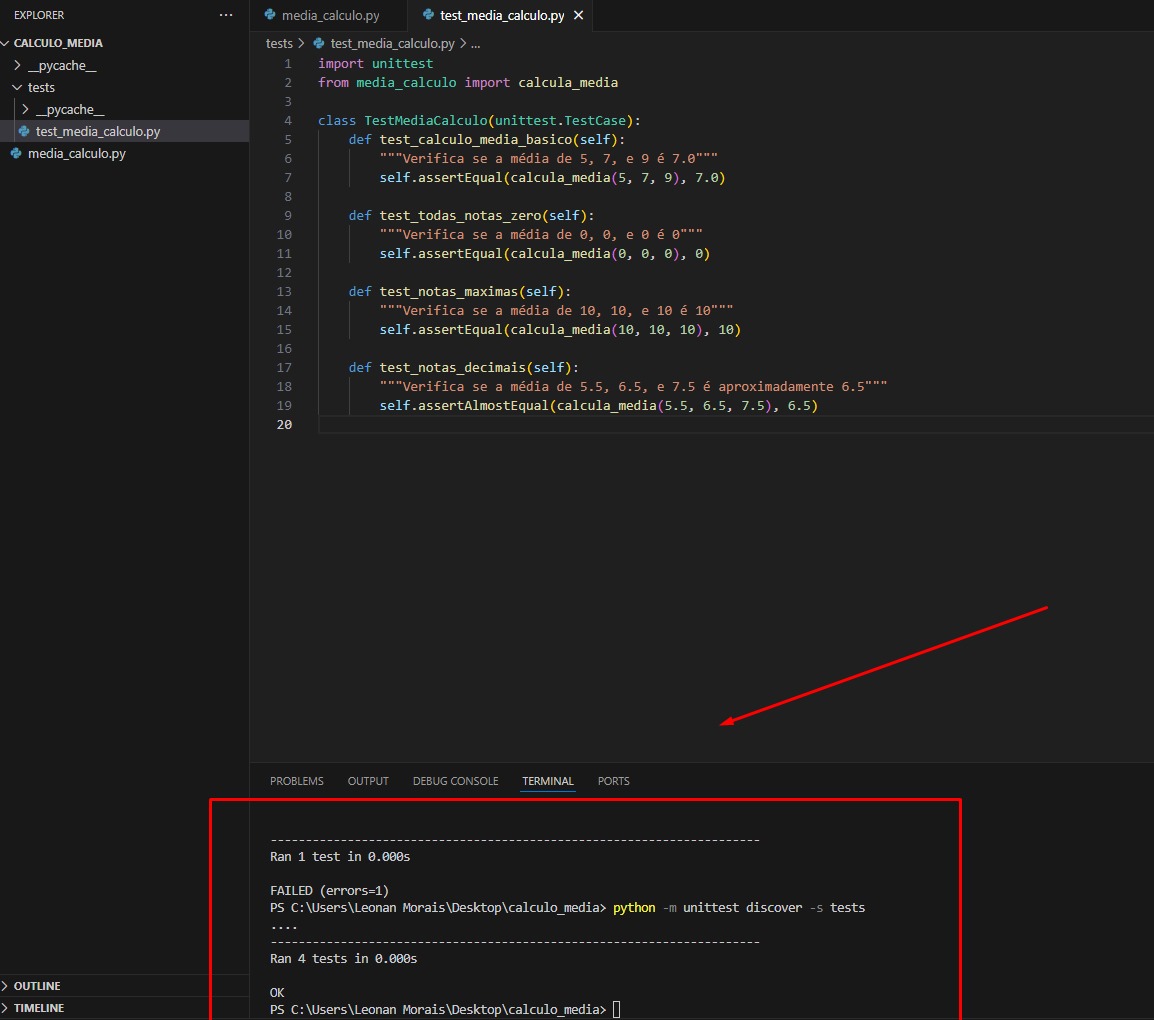 EXPLORER
···
CALCULO_MEDIA
__pycache__
tests
__pycache__
test_media_calculo.py
media_calculo.py
OUTLINE
TIMELINE
media_calculo.py
test_media_calculo.py
tests > test_media_calculo.py > ...
1 import unittest
2 from media_calculo import calcula_media
3
4 class TestMediaCalculo(unittest.TestCase):
5     def test_calculo_media_basico(self):
6         """Verifica se a média de 5, 7, e 9 é 7.0"""
7         self.assertEqual(calcula_media(5, 7, 9), 7.0)
8
9     def test_todas_notas_zero(self):
10         """Verifica se a média de 0, 0, e 0 é 0"""
11         self.assertEqual(calcula_media(0, 0, 0), 0)
12
13     def test_notas_maximas(self):
14         """Verifica se a média de 10, 10, e 10 é 10"""
15         self.assertEqual(calcula_media(10, 10, 10), 10)
16
17     def test_notas_decimais(self):
18         """Verifica se a média de 5.5, 6.5, e 7.5 é aproximadamente 6.5"""
19         self.assertAlmostEqual(calcula_media(5.5, 6.5, 7.5), 6.5)
20
PROBLEMS OUTPUT DEBUG CONSOLE TERMINAL PORTS
----------------------------------------------------------------------
Ran 1 test in 0.000s
FAILED (errors=1)
PS C:\Users\Leonan Morais\Desktop\calculo_media> python -m unittest discover -s tests
....
----------------------------------------------------------------------
Ran 4 tests in 0.000s
OK
PS C:\Users\Leonan Morais\Desktop\calculo_media>